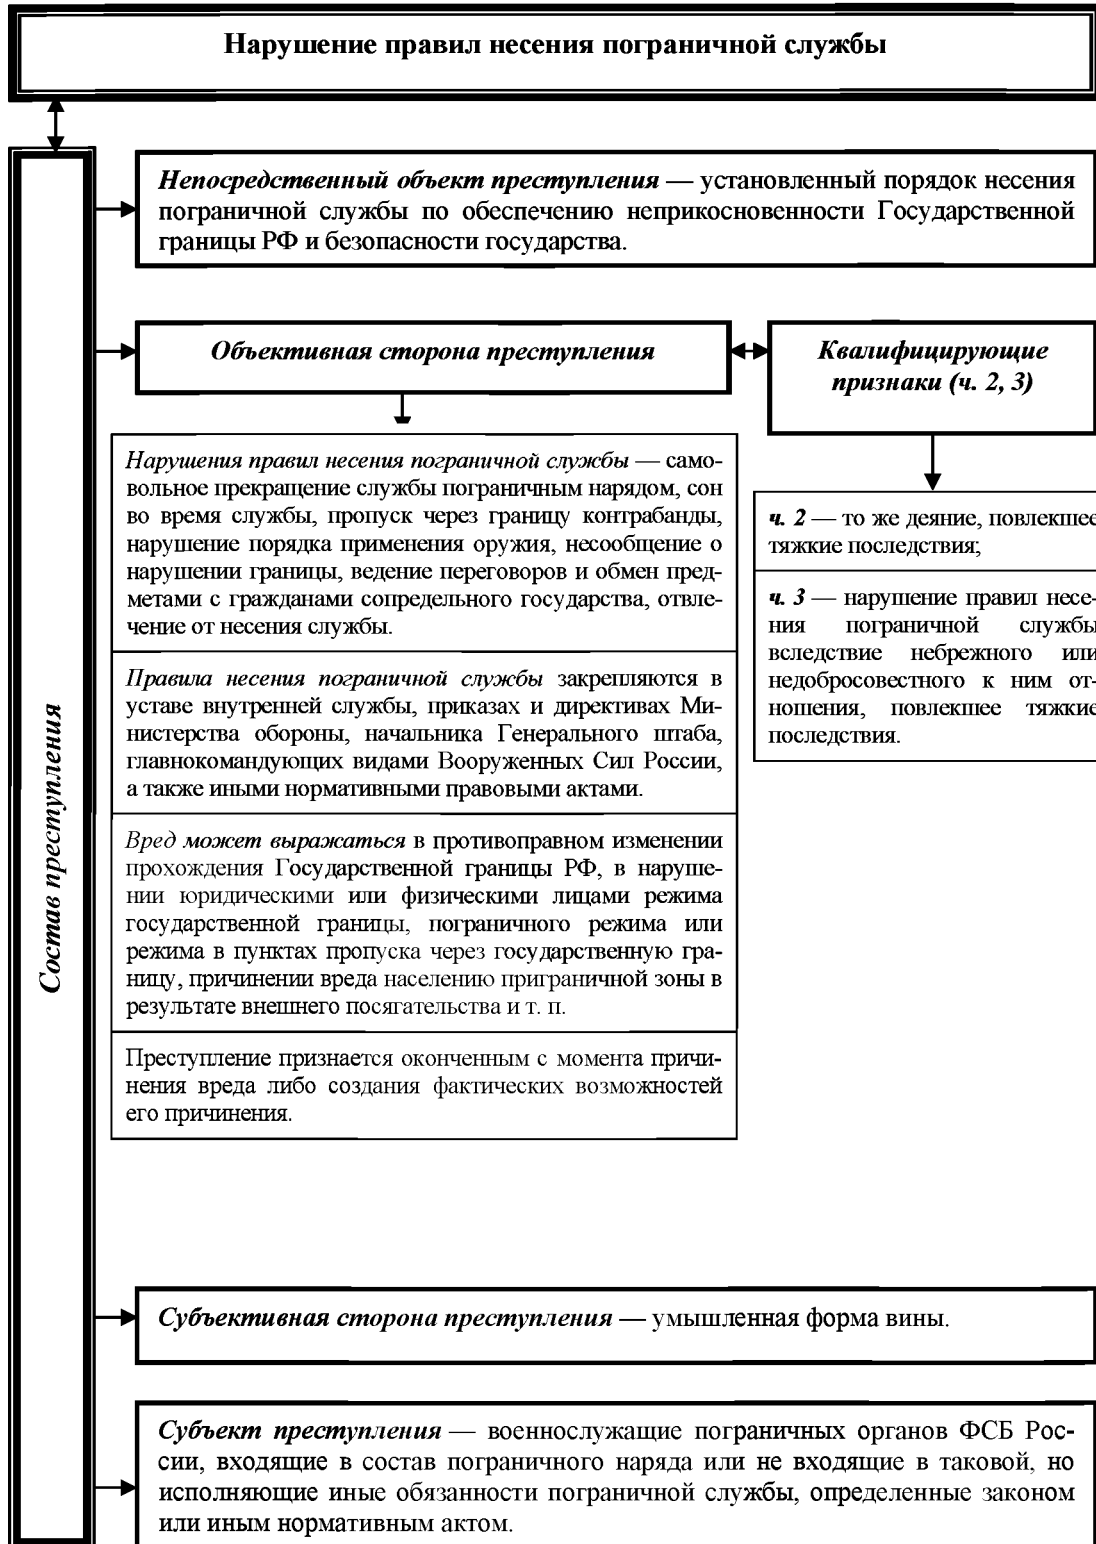 Нарушение правил несения пограничной службы
Состав преступления
Непосредственный объект преступления — установленный порядок несения
пограничной службы по обеспечению неприкосновенности Государственной
границы РФ и безопасности государства.
Объективная сторона преступления
Квалифицирующие
признаки (ч. 2, 3)
Нарушения правил несения пограничной службы — само-
вольное прекращение службы пограничным нарядом, сон
во время службы, пропуск через границу контрабанды,
нарушение порядка применения оружия, несообщение о
нарушении границы, ведение переговоров и обмен пред-
метами с гражданами сопредельного государства, отвле-
чение от несения службы.
Правила несения пограничной службы закрепляются в
уставе внутренней службы, приказах и директивах Ми-
нистерства обороны, начальника Генерального штаба,
главнокомандующих видами Вооруженных Сил России,
а также иными нормативными правовыми актами.
Вред может выражаться в противоправном изменении
прохождения Государственной границы РФ, в наруше-
нии юридическими или физическими лицами режима
государственной границы, пограничного режима или
режима в пунктах пропуска через государственную гра-
ницу, причинении вреда населению приграничной зоны в
результате внешнего посягательства и т. п.
Преступление признается оконченным с момента причи-
нения вреда либо создания фактических возможностей
его причинения.
ч. 2 — то же деяние, повлекшее
тяжкие последствия;
ч. 3 — нарушение правил несе-
ния пограничной службы
вследствие небрежного или
недобросовестного к ним от-
ношения, повлекшее тяжкие
последствия.
Субъективная сторона преступления — умышленная форма вины.
Субъект преступления — военнослужащие пограничных органов ФСБ Рос-
сии, входящие в состав пограничного наряда или не входящие в таковой, но
исполняющие иные обязанности пограничной службы, определенные законом
или иным нормативным актом.